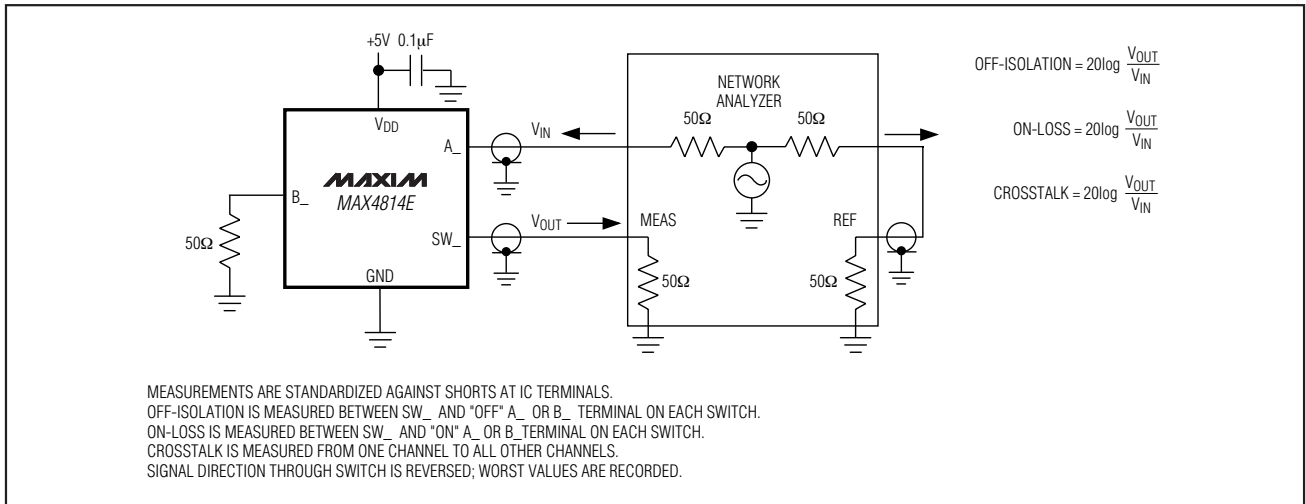 +5V 0.1µF
VDD
A_
MAXIM
MAX4814E
B_
50Ω
SW_
GND
VIN
VOUT
NETWORK
ANALYZER
50Ω
50Ω
MEAS
REF
50Ω
50Ω
OFF-ISOLATION = 20log VOUT/VIN
ON-LOSS = 20log VOUT/VIN
CROSSTALK = 20log VOUT/VIN
MEASUREMENTS ARE STANDARDIZED AGAINST SHORTS AT IC TERMINALS.
OFF-ISOLATION IS MEASURED BETWEEN SW_ AND "OFF" A_ OR B_ TERMINAL ON EACH SWITCH.
ON-LOSS IS MEASURED BETWEEN SW_ AND "ON" A_ OR B_TERMINAL ON EACH SWITCH.
CROSSTALK IS MEASURED FROM ONE CHANNEL TO ALL OTHER CHANNELS.
SIGNAL DIRECTION THROUGH SWITCH IS REVERSED; WORST VALUES ARE RECORDED.